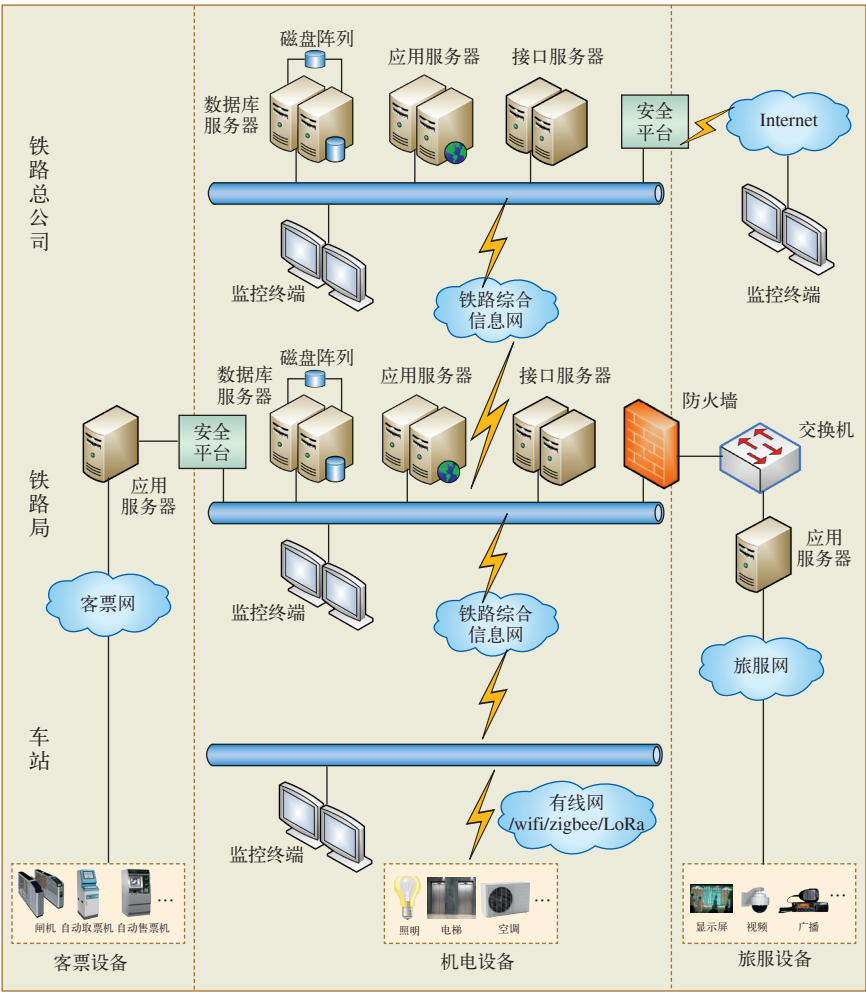 磁盘阵列
应用服务器
接口服务器
数据库
服务器
安全
平台
Internet
铁路总公司
监控终端
监控终端
铁路综合
信息网
磁盘阵列
数据库
服务器
应用服务器
接口服务器
防火墙
交换机
安全
平台
应用
服务器
铁路局
应用
服务器
监控终端
客票网
铁路综合
信息网
旅服网
车站
有线网
/wifi/zigbee/LoRa
监控终端
闸机 自动取票机 自动售票机 …
照明 电梯 空调 …
显示屏 视频 广播 …
客票设备
机电设备
旅服设备